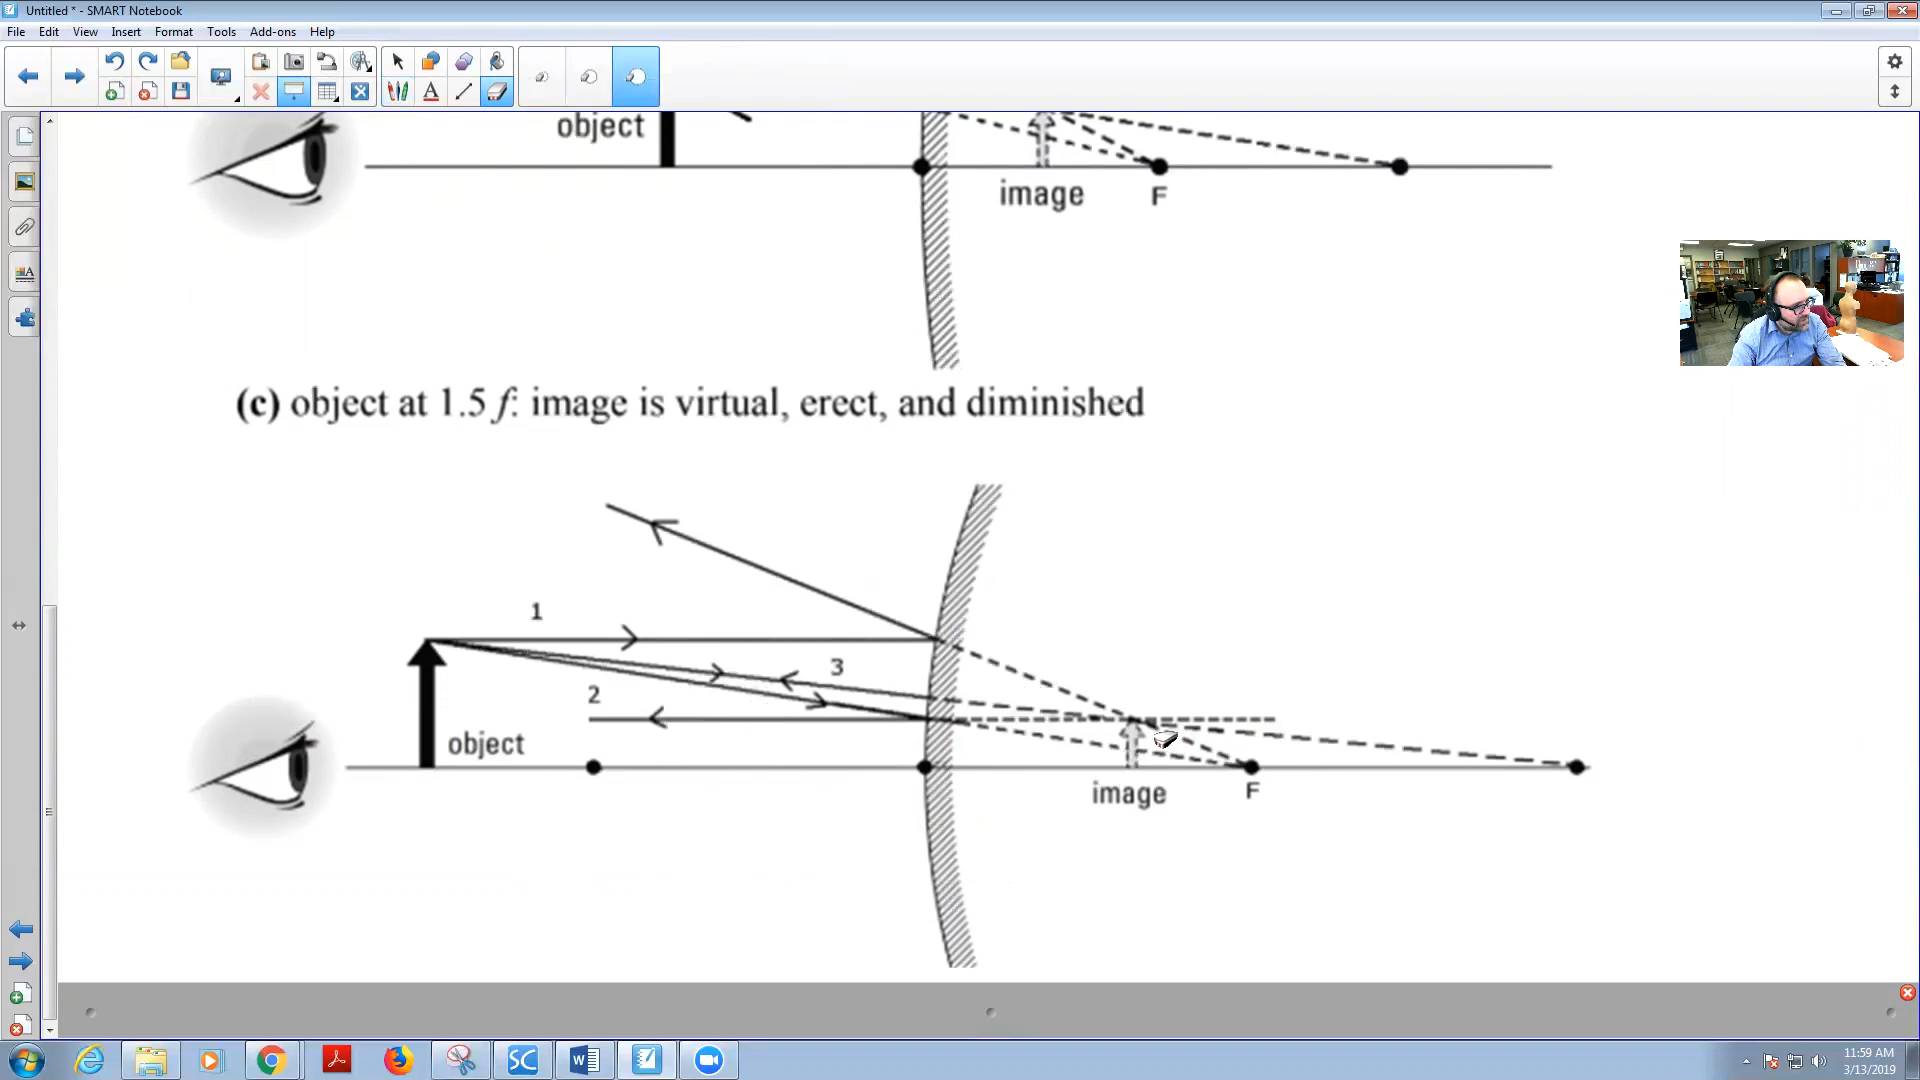 Untitled * - SMART Notebook
File Edit View Insert Format Tools Add-ons Help
object
image F
(c) object at 1.5 f: image is virtual, erect, and diminished
1
3
2
object
image F
11:59 AM
3/13/2019